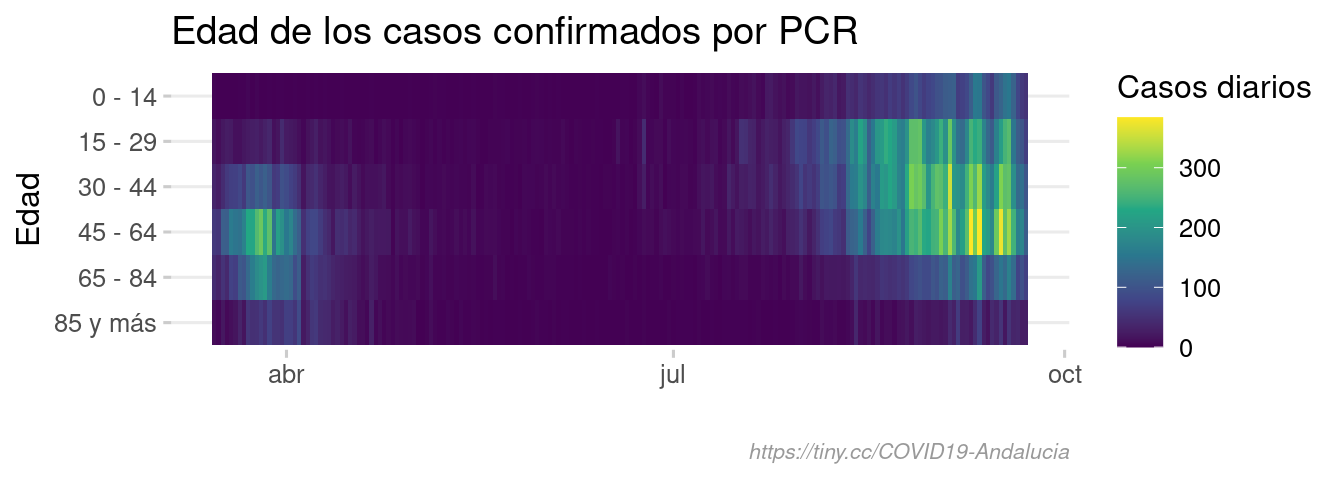 Edad de los casos confirmados por PCR
Casos diarios
Edad
0 - 14
15 - 29
30 - 44
45 - 64
65 - 84
85 y más
abr
jul
oct
300
200
100
0
https://tiny.cc/COVID19-Andalucia